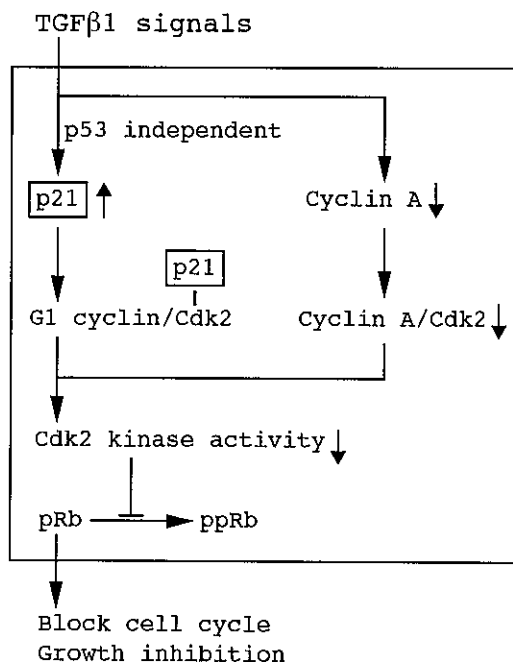 TGFβ1 signals
p53 independent
p21
Cyclin A
p21
G1 cyclin/Cdk2
Cyclin A/Cdk2
Cdk2 kinase activity
pRb
ppRb
Block cell cycle
Growth inhibition